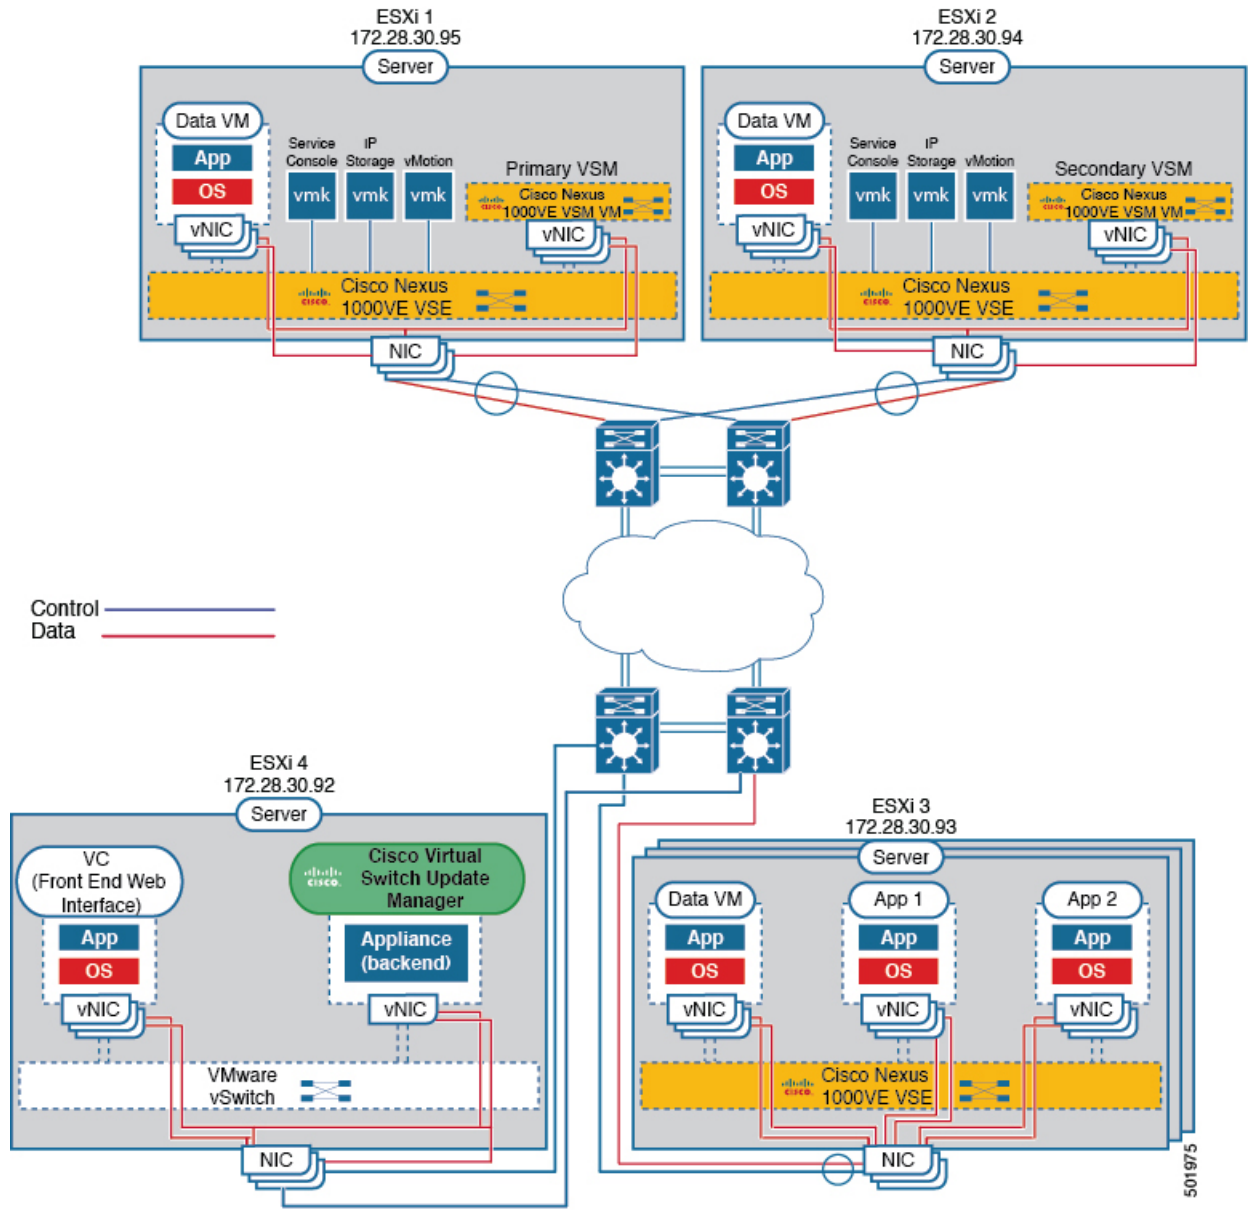 ESXi 1
172.28.30.95
Server
Data VM
App
OS
vNIC
Service
Console
vmk
IP
Storage
vmk
vMotion
vmk
Primary VSM
CISCO.
Cisco Nexus
1000VE VSM VM
vNIC
CISCO.
Cisco Nexus
1000VE VSE
NIC
ESXi 2
172.28.30.94
Server
Data VM
App
OS
vNIC
Service
Console
vmk
IP
Storage
vmk
vMotion
vmk
Secondary VSM
CISCO.
Cisco Nexus
1000VE VSM VM
vNIC
CISCO.
Cisco Nexus
1000VE VSE
NIC
Control
Data
ESXi 4
172.28.30.92
Server
VC
(Front End Web
Interface)
App
OS
vNIC
CISCO.
Cisco Virtual
Switch Update
Manager
Appliance
(backend)
vNIC
VMware
vSwitch
NIC
ESXi 3
172.28.30.93
Server
Data VM
App
OS
vNIC
App 1
App
OS
vNIC
App 2
App
OS
vNIC
CISCO.
Cisco Nexus
1000VE VSE
NIC
501975